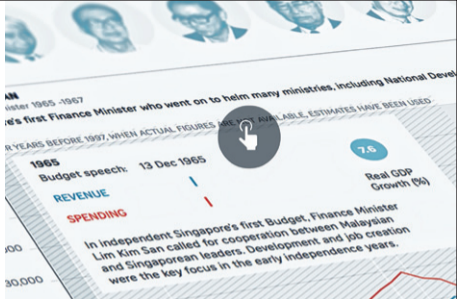 AN
nister 1965 -1967
re's first Finance Minister who went on to helm many ministries, including National Devel
R YEARS BEFORE 1997, WHEN ACTUAL FIGURES ARE NOT AVAILABLE, ESTIMATES HAVE BEEN USED
1965
Budget speech: 13 Dec 1965
7.6
REVENUE
Real GDP
Growth (%)
SPENDING
In independent Singapore's first Budget, Finance Minister
Lim Kim San called for cooperation between Malaysian
and Singaporean leaders. Development and job creation
were the key focus in the early independence years.
00
30,000